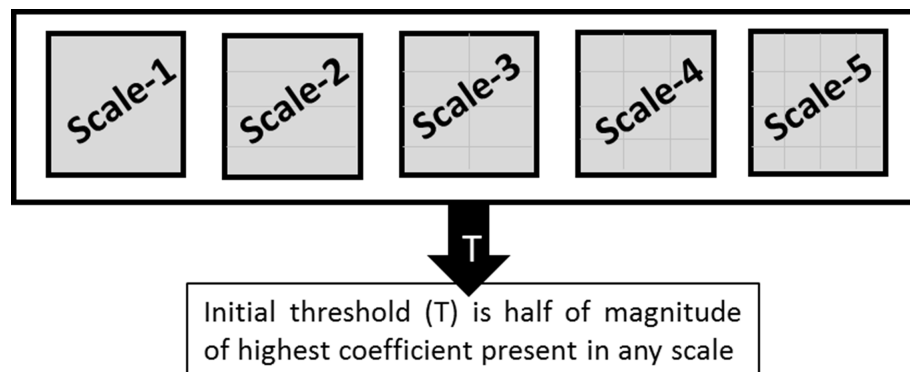 Scale-1 Scale-2 Scale-3 Scale-4 Scale-5
T
Initial threshold (T) is half of magnitude
of highest coefficient present in any scale